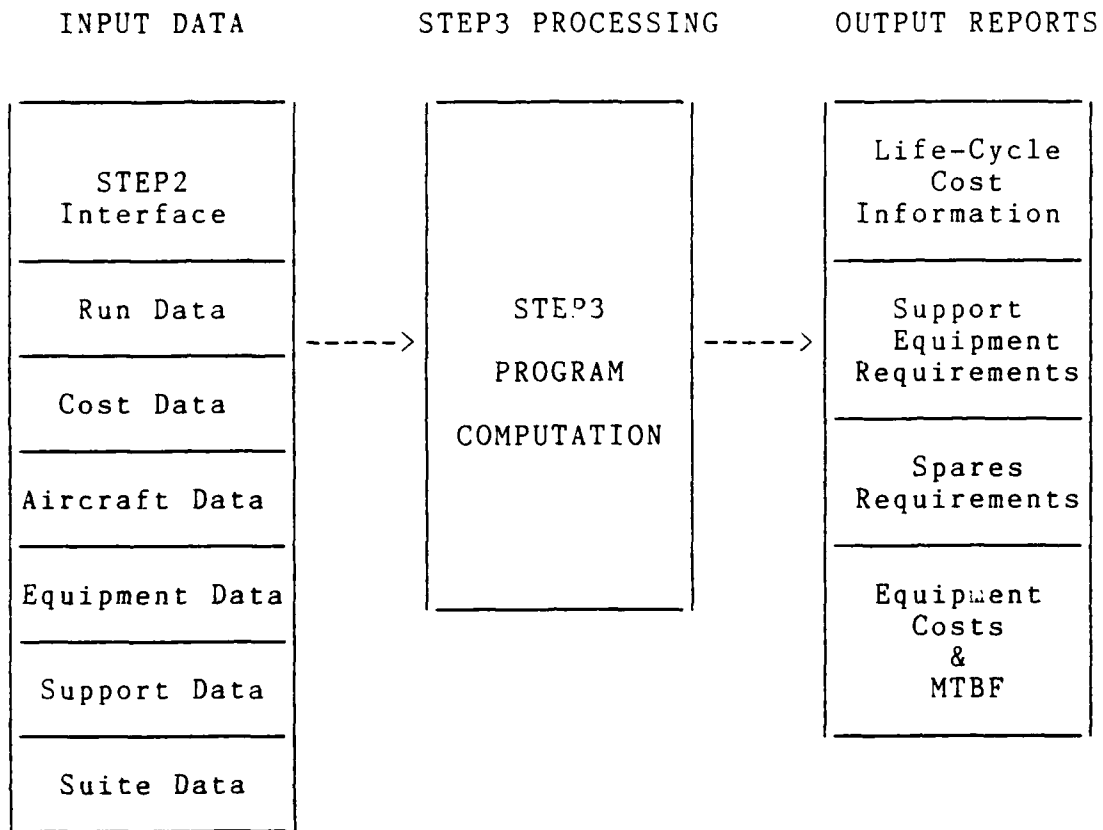 INPUT DATA
STEP3 PROCESSING
OUTPUT REPORTS
STEP2
Interface
Run Data
Cost Data
Aircraft Data
Equipment Data
Support Data
Suite Data
----->
STEP3
PROGRAM
COMPUTATION
----->
Life-Cycle
Cost
Information
Support
Equipment
Requirements
Spares
Requirements
Equipment
Costs
&
MTBF